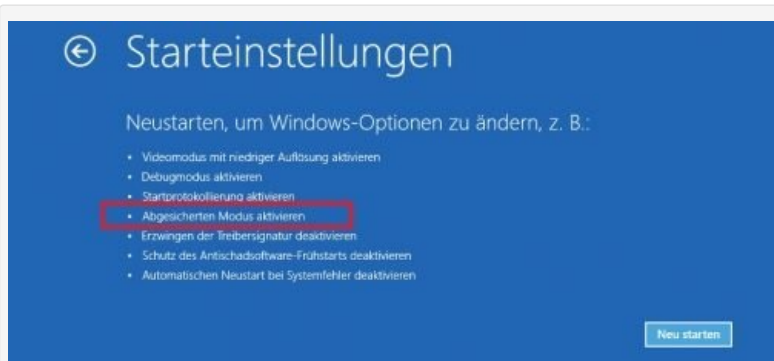 Starteinstellungen
Neustarten, um Windows-Optionen zu ändern, z. B.:
• Videomodus mit niedriger Auflösung aktivieren
• Debugmodus aktivieren
• Startprotokollierung aktivieren
• Abgesicherten Modus aktivieren
• Erzwingen der Treibersignatur deaktivieren
• Schutz des Antischadsoftware-Frühstarts deaktivieren
• Automatischen Neustart bei Systemfehler deaktivieren
Neu starten